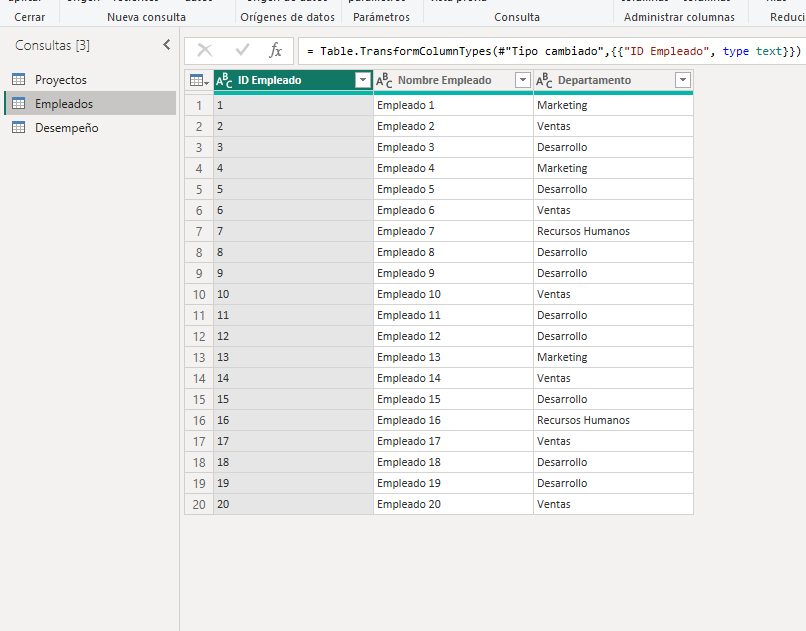 Cerrar Nueva consulta Orígenes de datos Parámetros Consulta Administrar columnas Reduci
Consultas [3]
Proyectos
Empleados
Desempeño
fx = Table.TransformColumnTypes(#"Tipo cambiado",{{"ID Empleado", type text}})
ABC ID Empleado ABC Nombre Empleado ABC Departamento
1 1 Empleado 1 Marketing
2 2 Empleado 2 Ventas
3 3 Empleado 3 Desarrollo
4 4 Empleado 4 Marketing
5 5 Empleado 5 Desarrollo
6 6 Empleado 6 Ventas
7 7 Empleado 7 Recursos Humanos
8 8 Empleado 8 Desarrollo
9 9 Empleado 9 Desarrollo
10 10 Empleado 10 Ventas
11 11 Empleado 11 Desarrollo
12 12 Empleado 12 Desarrollo
13 13 Empleado 13 Marketing
14 14 Empleado 14 Ventas
15 15 Empleado 15 Desarrollo
16 16 Empleado 16 Recursos Humanos
17 17 Empleado 17 Ventas
18 18 Empleado 18 Desarrollo
19 19 Empleado 19 Desarrollo
20 20 Empleado 20 Ventas